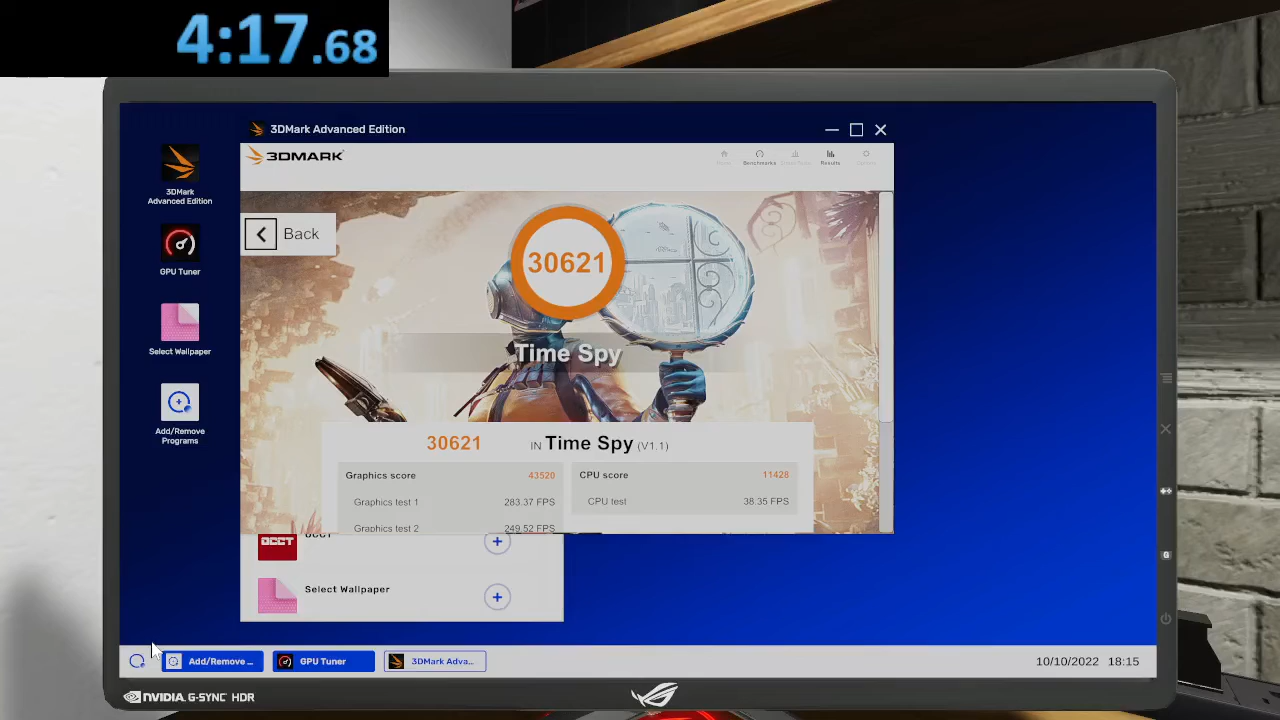 4:17.68
3DMark Advanced Edition
3DMARK
Benchmarks
Results
3DMark
Advanced Edition
GPU Tuner
Select Wallpaper
Add/Remove
Programs
Back
30621
Time Spy
30621 IN Time Spy (V1.1)
Graphics score 43520
Graphics test 1 283.37 FPS
Graphics test 2 249.52 FPS
CPU score 11428
CPU test 38.35 FPS
OCCT
OCCT
Select Wallpaper
Add/Remove ...
GPU Tuner
3DMark Adva...
10/10/2022 18:15
NVIDIA G-SYNC HDR
G